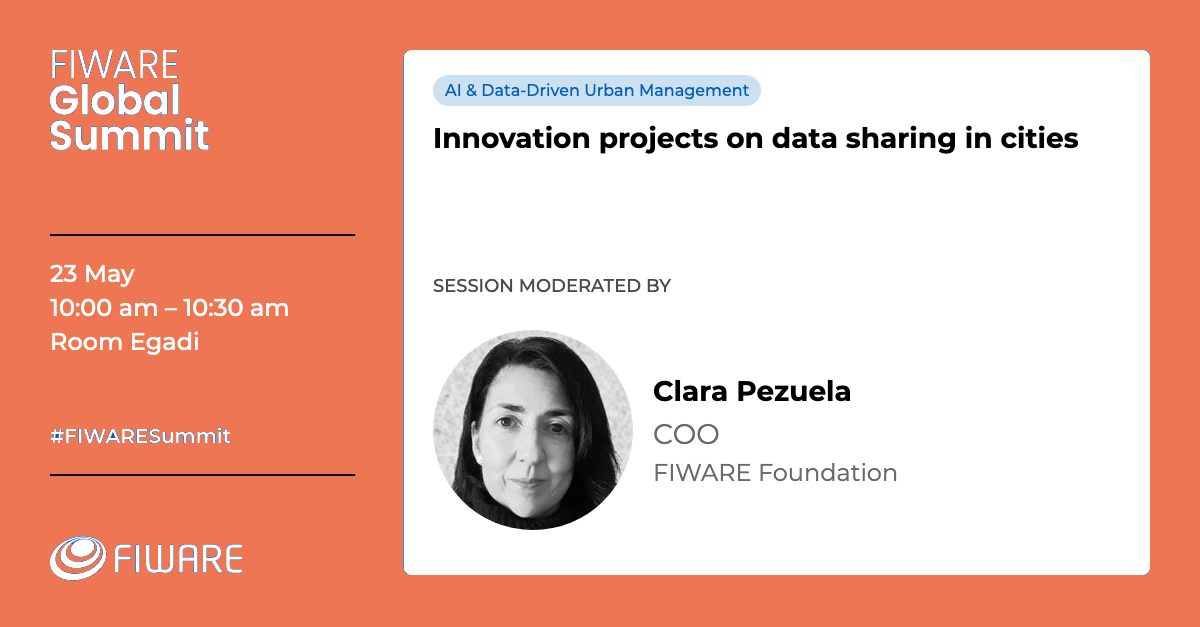 FIWARE
Global
Summit
23 May
10:00 am – 10:30 am
Room Egadi
#FIWARESummit
FIWARE
AI & Data-Driven Urban Management
Innovation projects on data sharing in cities
SESSION MODERATED BY
Clara Pezuela
COO
FIWARE Foundation